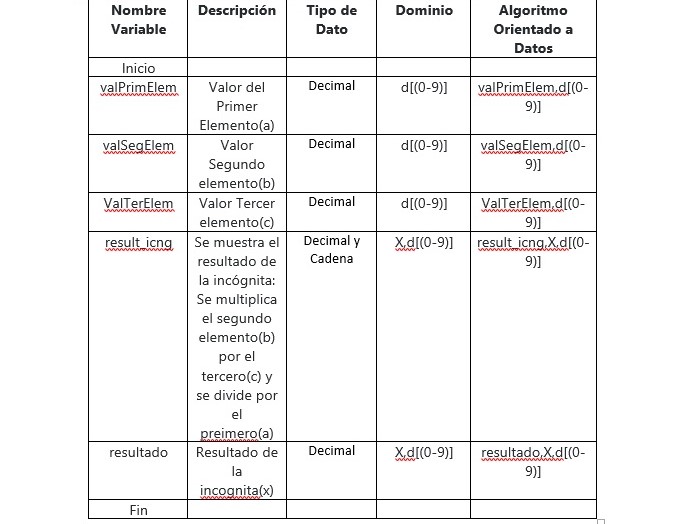 Nombre Variable	Descripción	Tipo de Dato	Dominio	Algoritmo Orientado a Datos
Inicio
valPrimElem	Valor del Primer Elemento(a)	Decimal	d[(0-9)]	valPrimElem,d[(0-9)]
valSegElem	Valor Segundo elemento(b)	Decimal	d[(0-9)]	valSegElem,d[(0-9)]
ValTerElem	Valor Tercer elemento(c)	Decimal	d[(0-9)]	ValTerElem,d[(0-9)]
result_icng	Se muestra el resultado de la incógnita: Se multiplica el segundo elemento(b) por el tercero(c) y se divide por el preimero(a)	Decimal y Cadena	X,d[(0-9)]	result_icng,X,d[(0-9)]
resultado	Resultado de la incognita(x)	Decimal	X,d[(0-9)]	resultado,X,d[(0-9)]
Fin